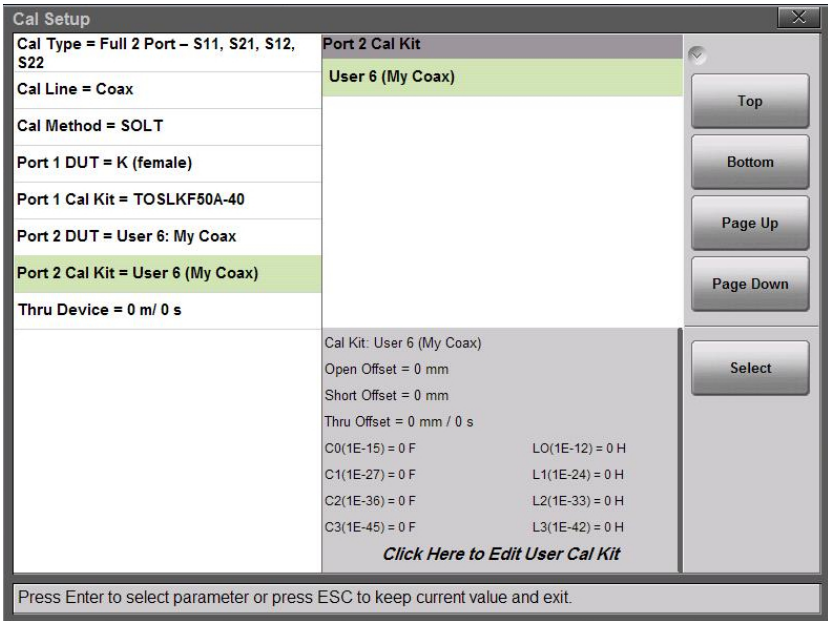 Cal Setup
Cal Type = Full 2 Port – S11, S21, S12,
S22
Cal Line = Coax
Cal Method = SOLT
Port 1 DUT = K (female)
Port 1 Cal Kit = TOSLKF50A-40
Port 2 DUT = User 6: My Coax
Port 2 Cal Kit = User 6 (My Coax)
Thru Device = 0 m/ 0 s
Port 2 Cal Kit
User 6 (My Coax)
Cal Kit: User 6 (My Coax)
Open Offset = 0 mm
Short Offset = 0 mm
Thru Offset = 0 mm / 0 s
C0(1E-15) = 0 F LO(1E-12) = 0 H
C1(1E-27) = 0 F L1(1E-24) = 0 H
C2(1E-36) = 0 F L2(1E-33) = 0 H
C3(1E-45) = 0 F L3(1E-42) = 0 H
Click Here to Edit User Cal Kit
Top
Bottom
Page Up
Page Down
Select
Press Enter to select parameter or press ESC to keep current value and exit.